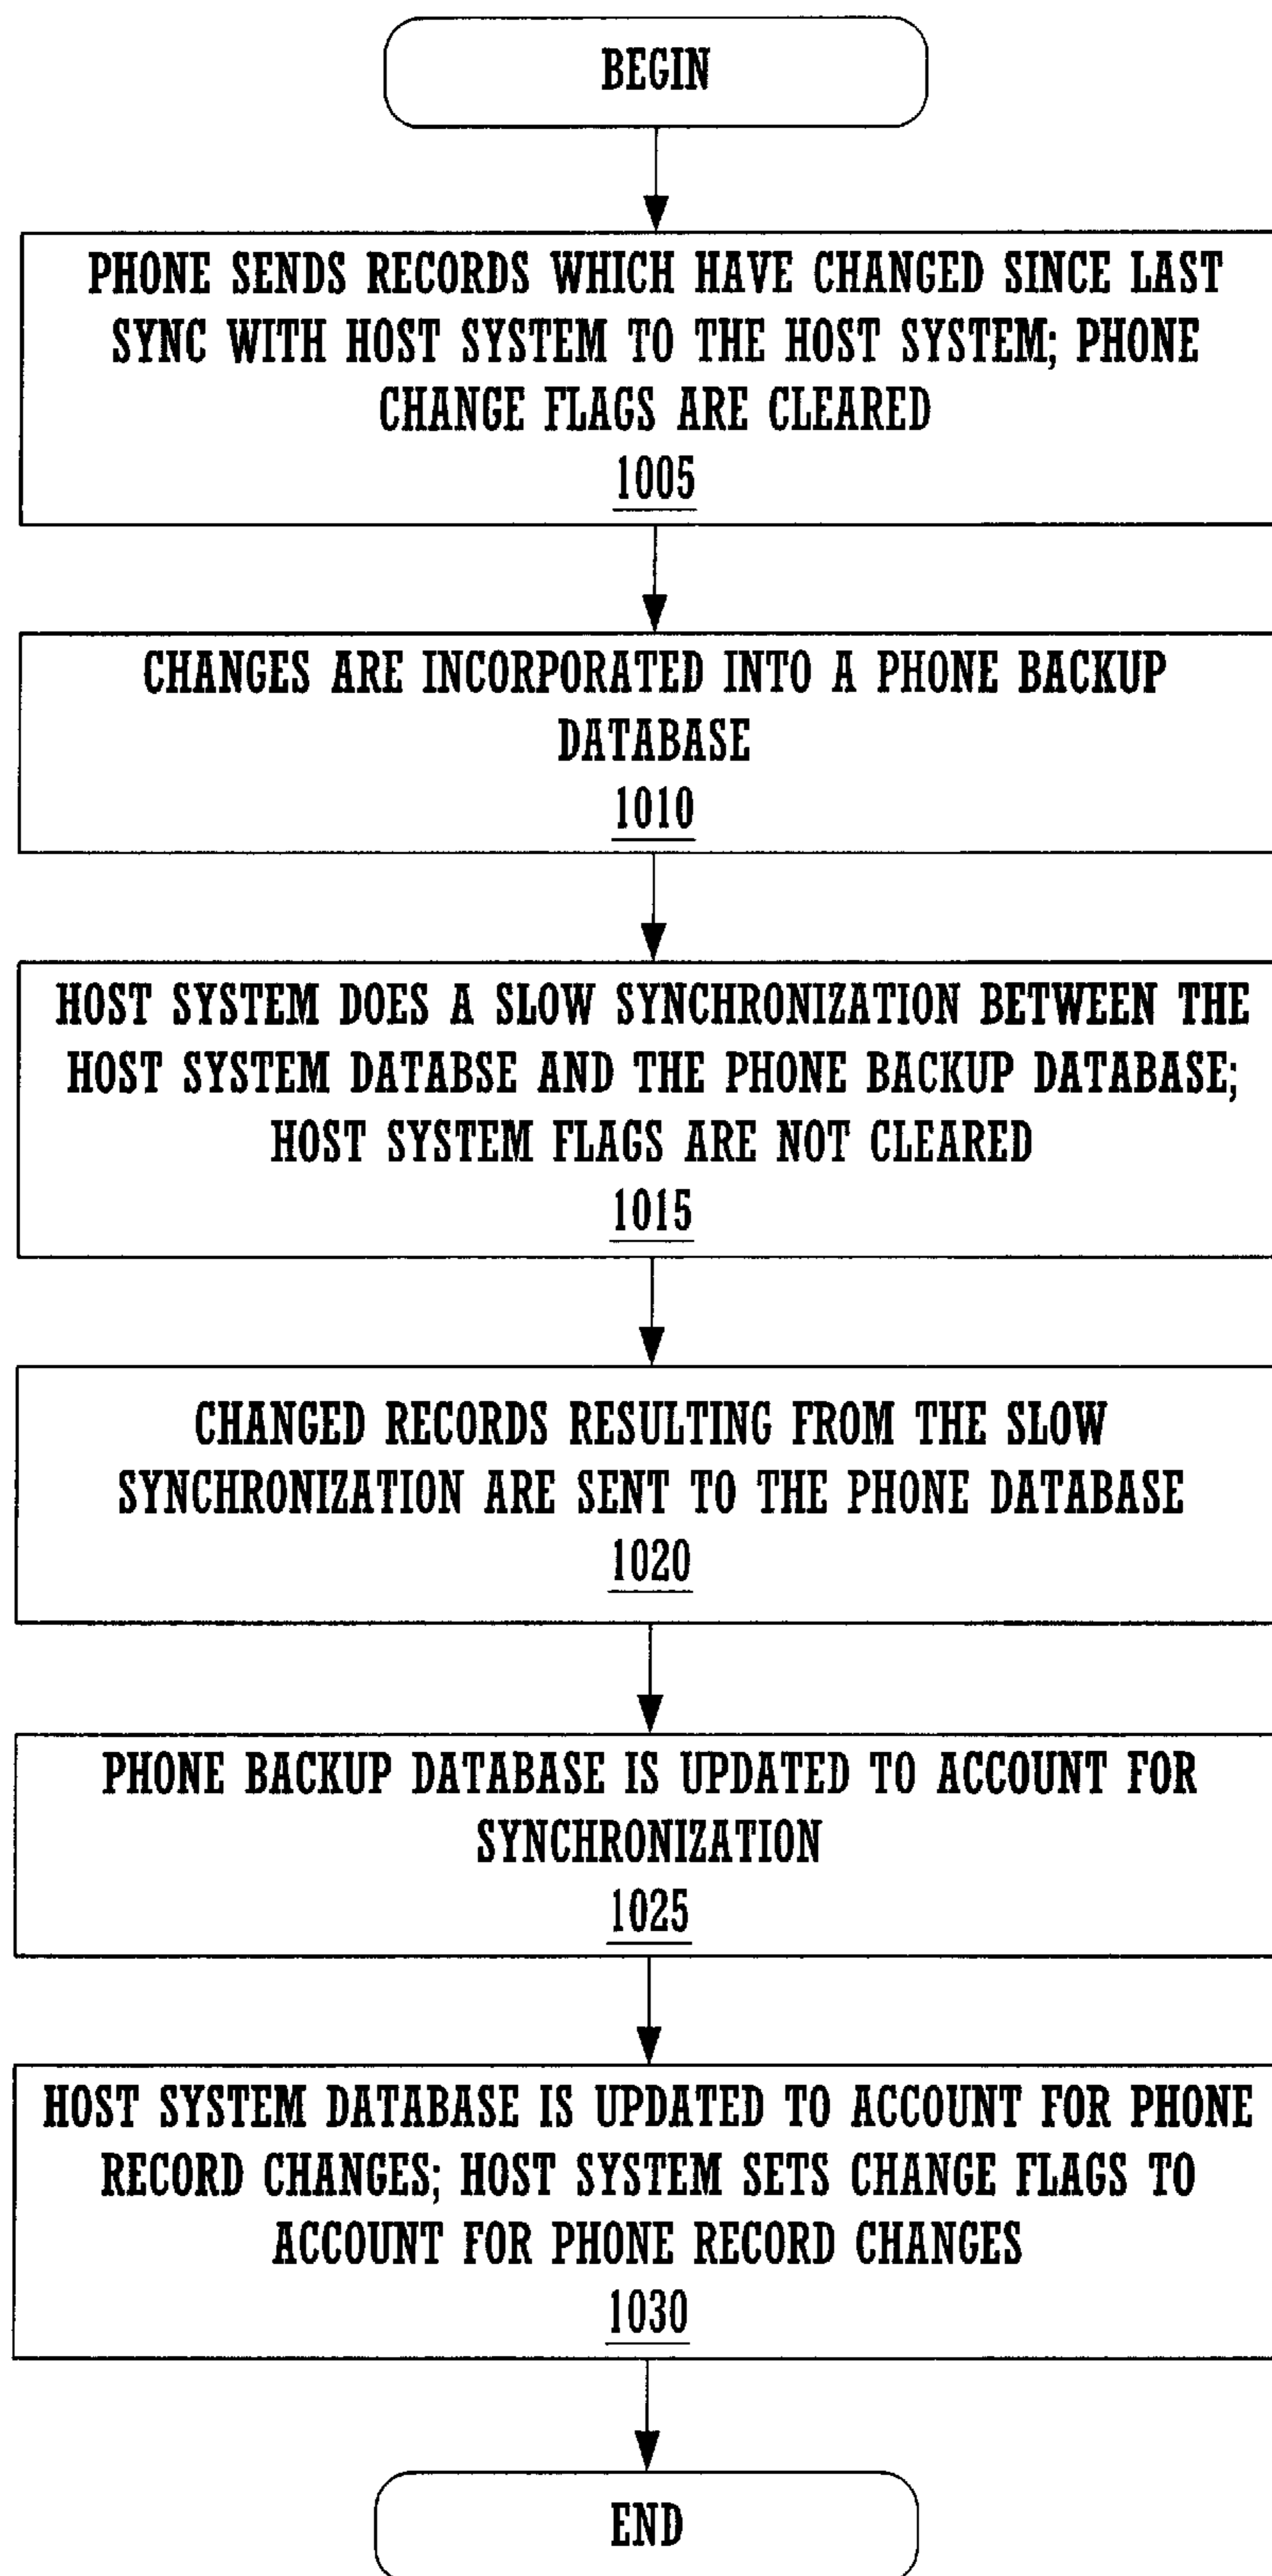 BEGIN
PHONE SENDS RECORDS WHICH HAVE CHANGED SINCE LAST
SYNC WITH HOST SYSTEM TO THE HOST SYSTEM; PHONE
CHANGE FLAGS ARE CLEARED
1005
CHANGES ARE INCORPORATED INTO A PHONE BACKUP
DATABASE
1010
HOST SYSTEM DOES A SLOW SYNCHRONIZATION BETWEEN THE
HOST SYSTEM DATABSE AND THE PHONE BACKUP DATABASE;
HOST SYSTEM FLAGS ARE NOT CLEARED
1015
CHANGED RECORDS RESULTING FROM THE SLOW
SYNCHRONIZATION ARE SENT TO THE PHONE DATABASE
1020
PHONE BACKUP DATABASE IS UPDATED TO ACCOUNT FOR
SYNCHRONIZATION
1025
HOST SYSTEM DATABASE IS UPDATED TO ACCOUNT FOR PHONE
RECORD CHANGES; HOST SYSTEM SETS CHANGE FLAGS TO
ACCOUNT FOR PHONE RECORD CHANGES
1030
END